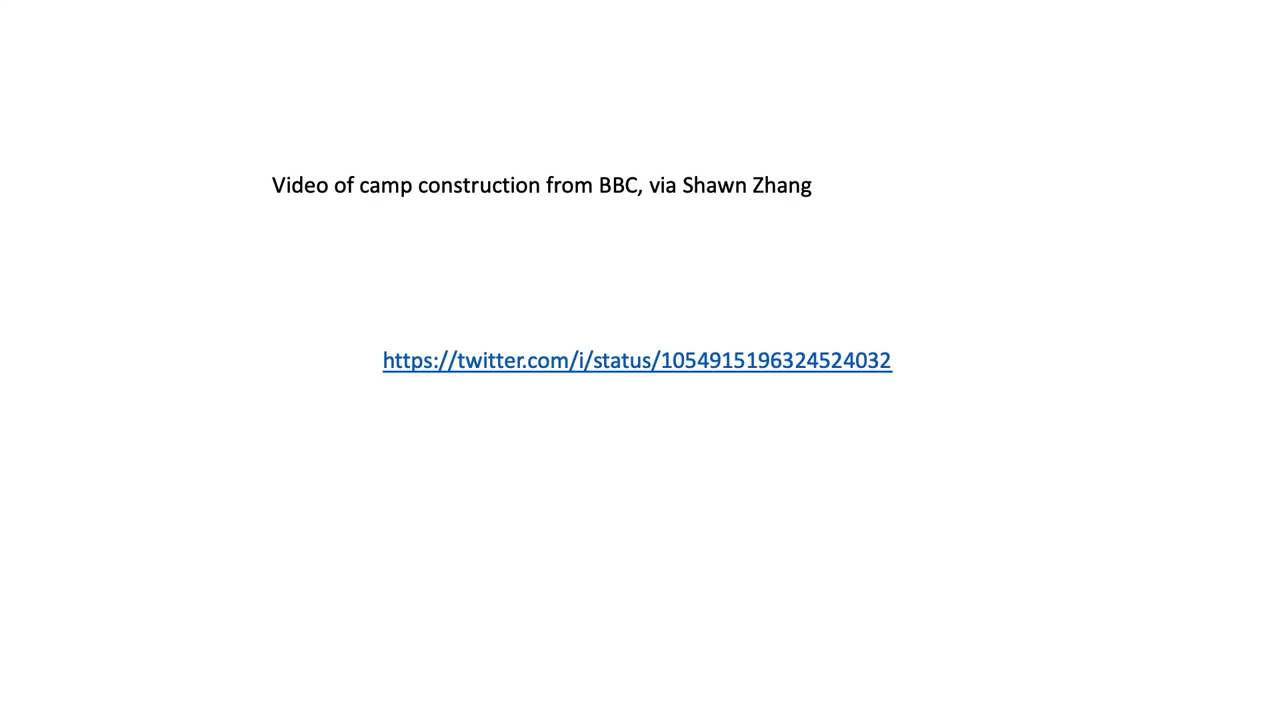 Video of camp construction from BBC, via Shawn Zhang
https://twitter.com/i/status/1054915196324524032